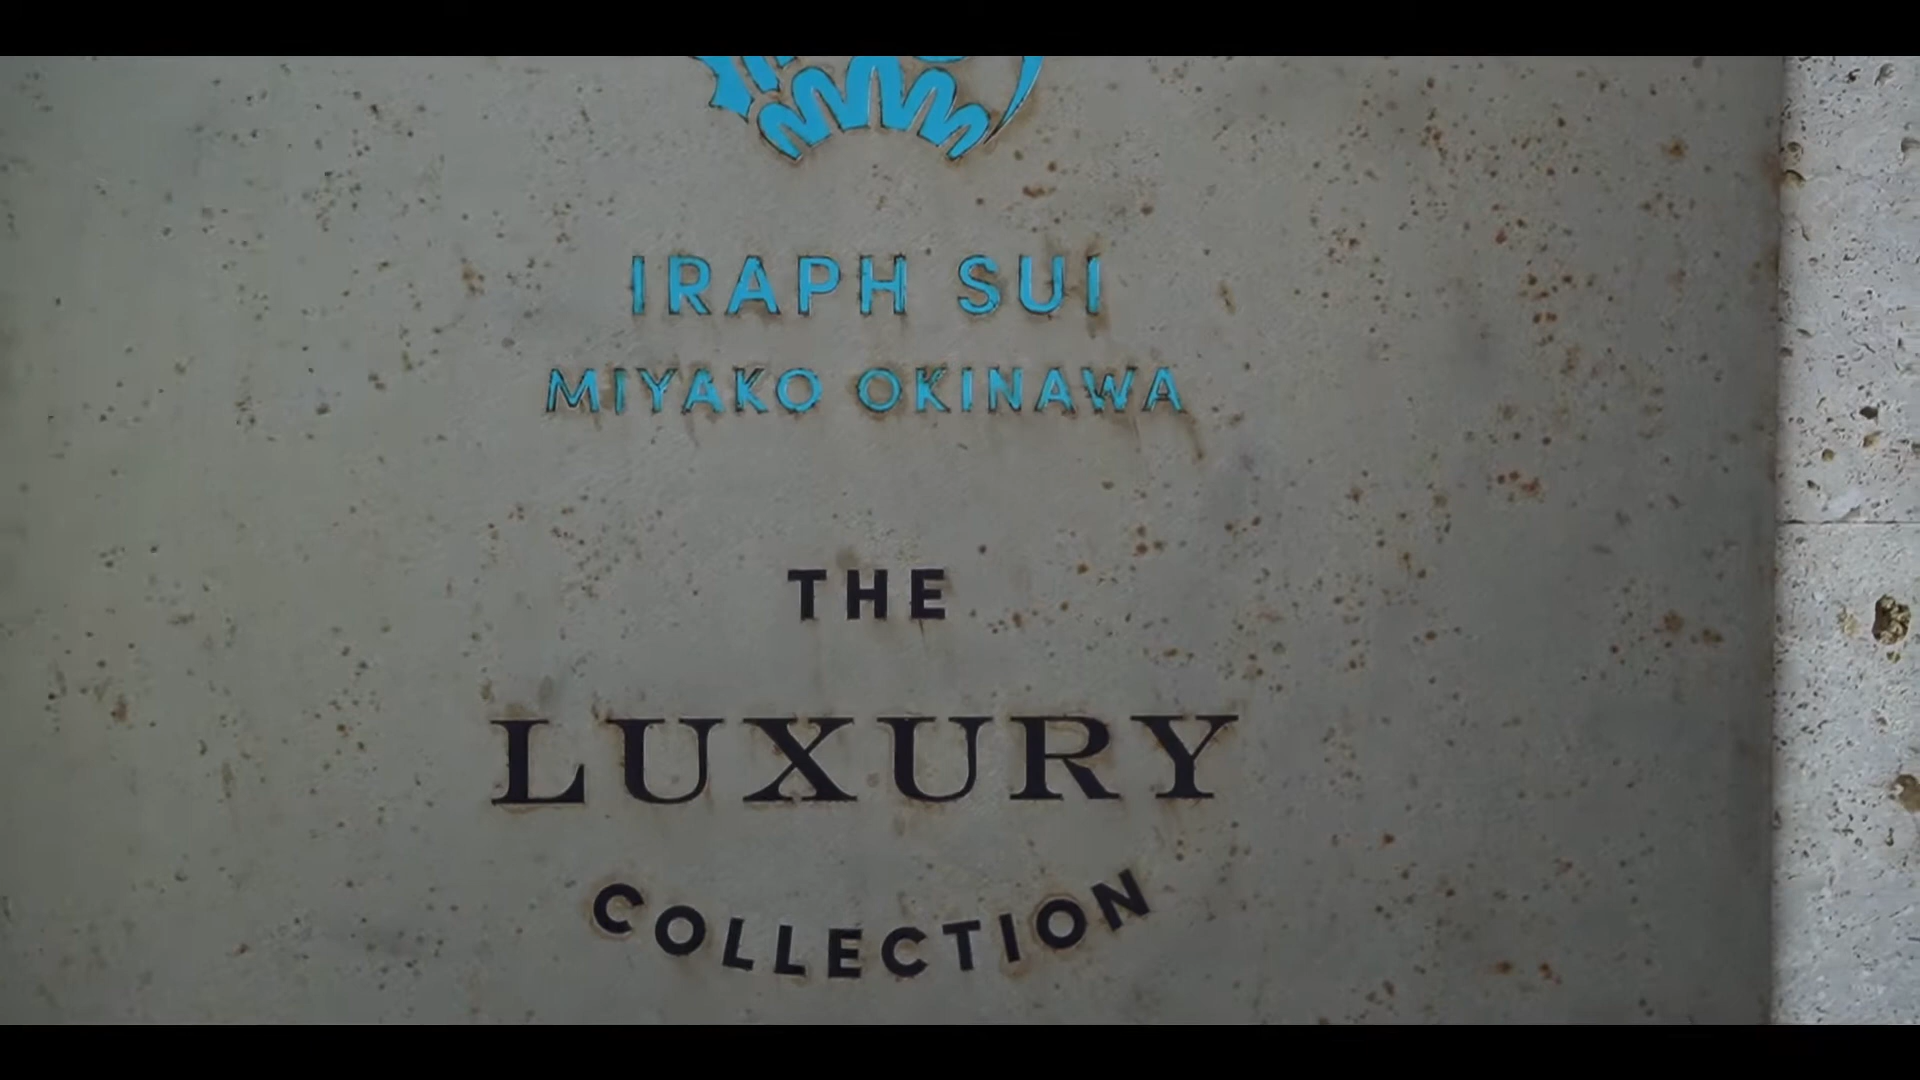 IRAPH SUI
MIYAKO OKINAWA
THE
LUXURY
COLLECTION